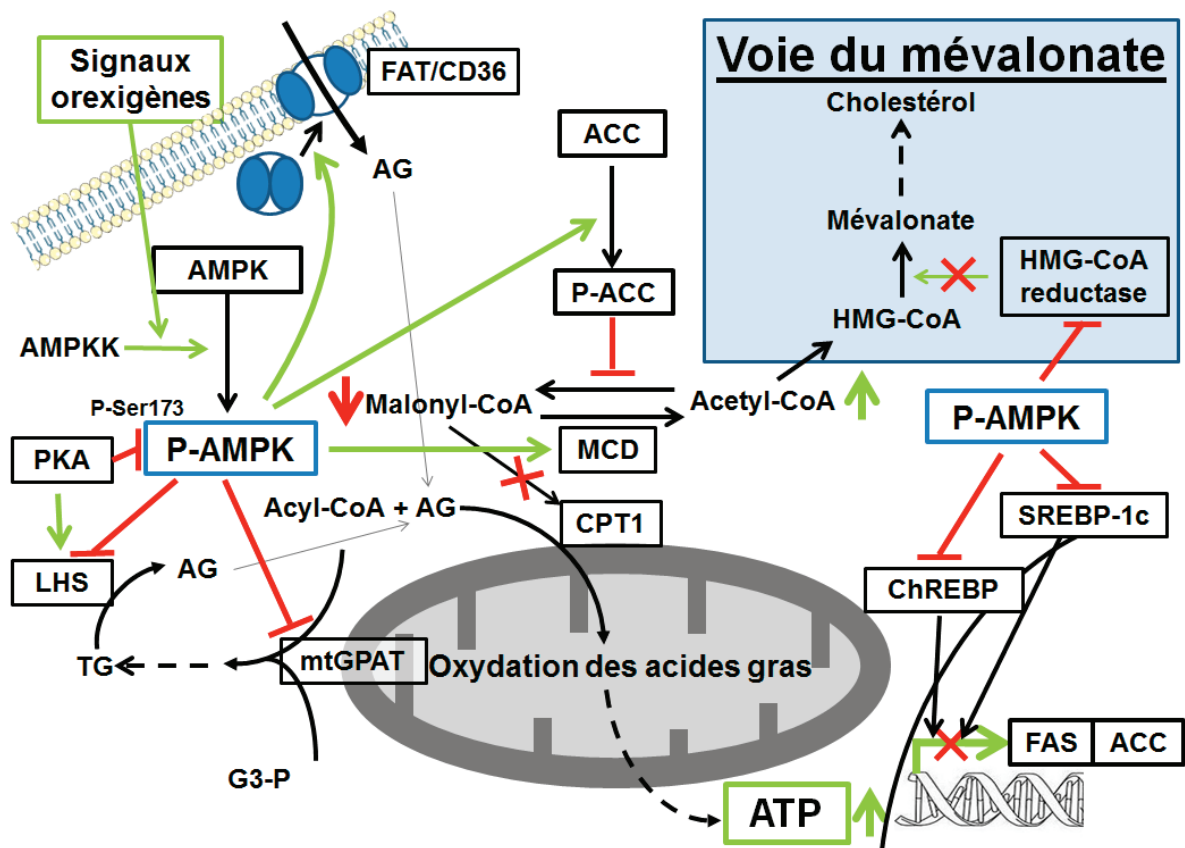 Signaux
orexigènes
FAT/CD36
AG
ACC
P-ACC
Voie du mévalonate
Cholestérol
Mévalonate
HMG-CoA
HMG-CoA
reductase
AMPK
AMPKK
P-Ser173
P-AMPK
PKA
LHS
Malonyl-CoA
Acetyl-CoA
MCD
CPT1
Acyl-CoA + AG
AG
TG
mtGPAT
G3-P
Oxydation des acides gras
ATP
P-AMPK
SREBP-1c
ChREBP
FAS
ACC